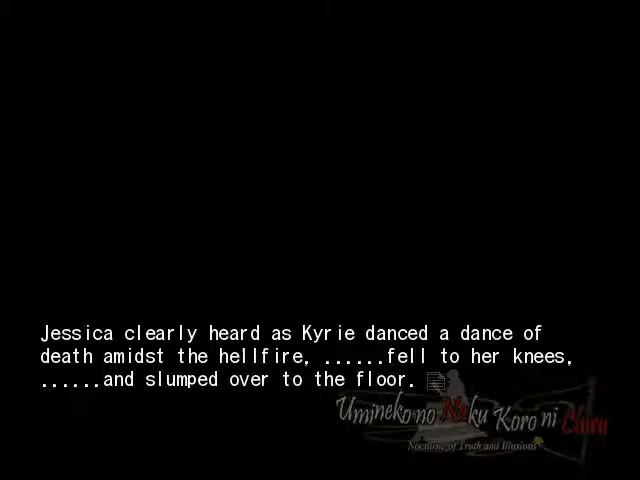 Jessica clearly heard as Kyrie danced a dance of
death amidst the hellfire, ......fell to her knees,
......and slumped over to the floor.
Umineko no Naku Koro ni Chiru
Nocturne of Truth and Illusions